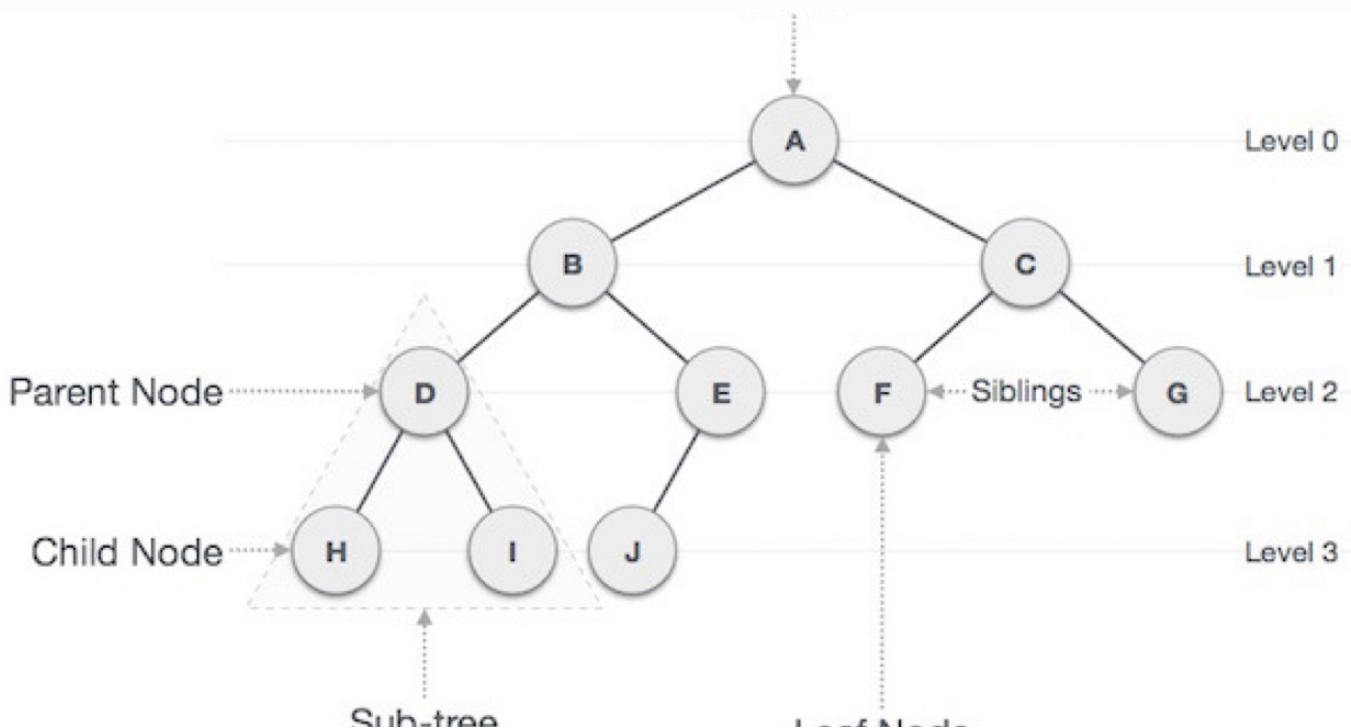 A
Level 0
B
C
Level 1
Parent Node
D
E
F
Siblings
G
Level 2
Child Node
H
I
J
Level 3
Sub-tree
Leaf Node